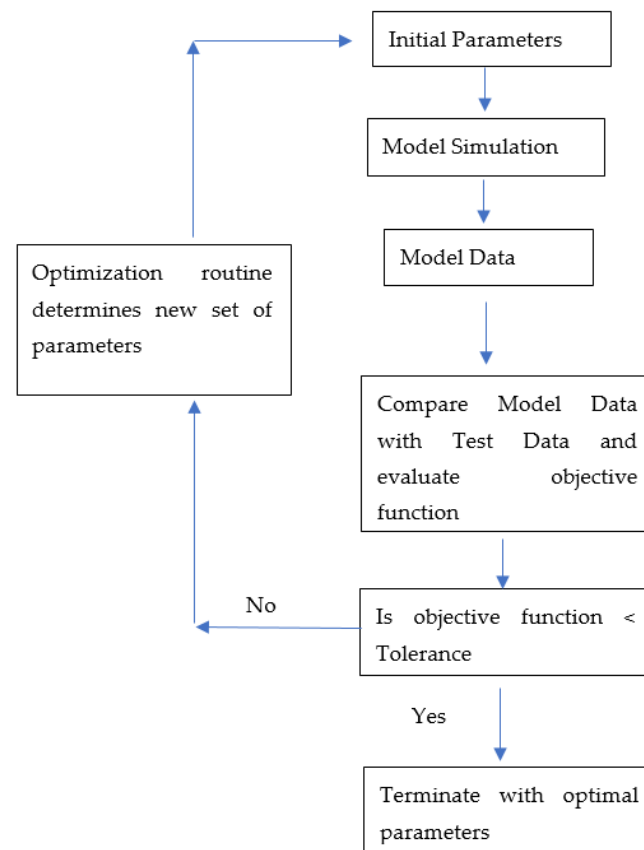 Initial Parameters
Model Simulation
Model Data
Optimization routine
determines new set of
parameters
Compare Model Data
with Test Data and
evaluate objective
function
No
Is objective function <
Tolerance
Yes
Terminate with optimal
parameters